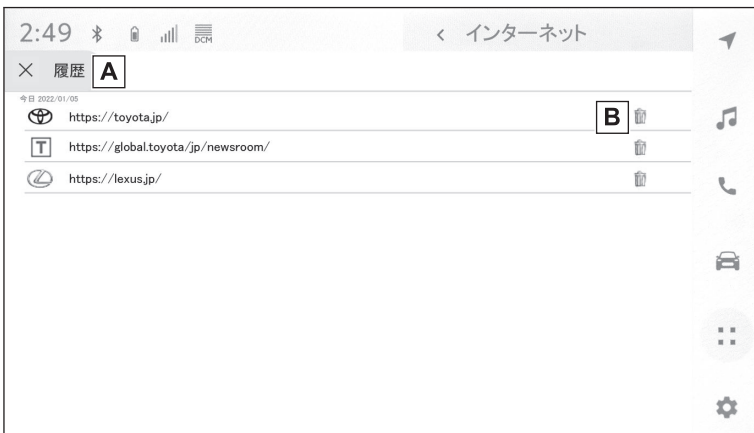 2:49 DCM < インターネット
× 履歴 A
今日 2022/01/05
https://toyota.jp/ B
T https://global.toyota/jp/newsroom/
https://lexus.jp/